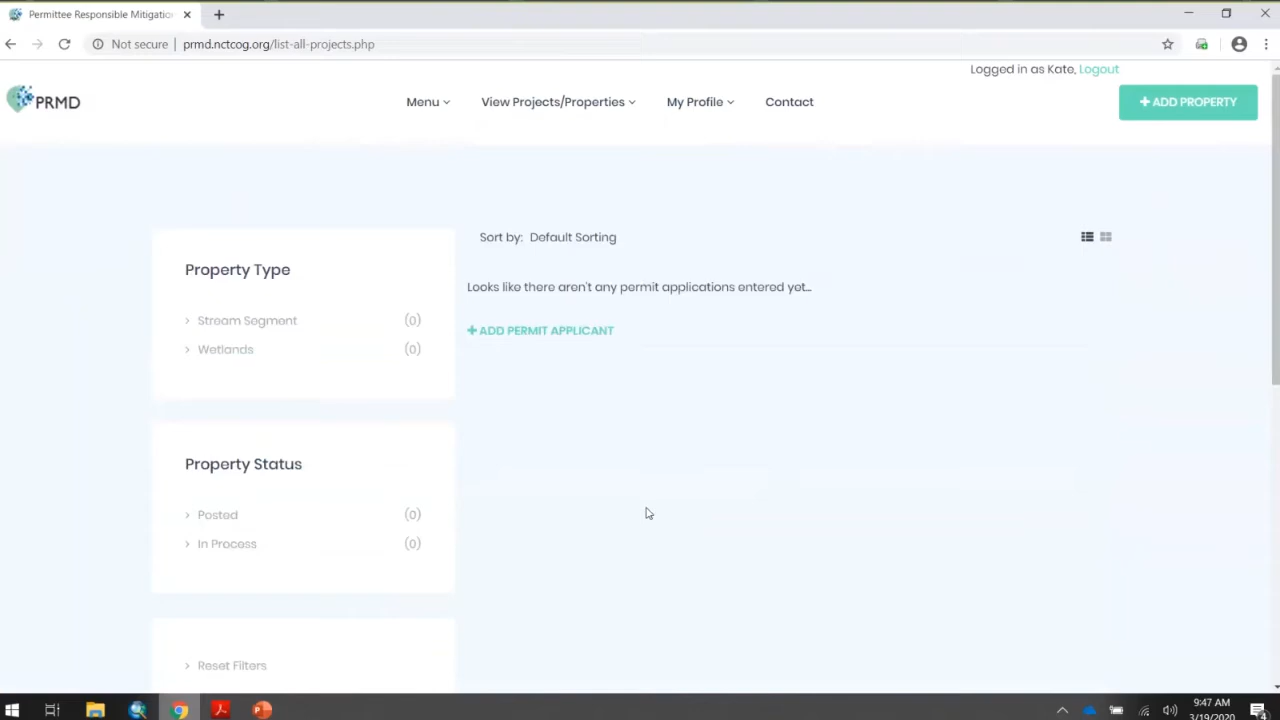 Permittee Responsible Mitigatio
Not secure | prmd.nctcog.org/list-all-projects.php
Logged in as Kate, Logout
PRMD
Menu
View Projects/Properties
My Profile
Contact
+ ADD PROPERTY
Sort by: Default Sorting
Property Type
Looks like there aren't any permit applications entered yet...
Stream Segment (0)
+ ADD PERMIT APPLICANT
Wetlands (0)
Property Status
Posted (0)
In Process (0)
Reset Filters
9:47 AM
3/19/2020